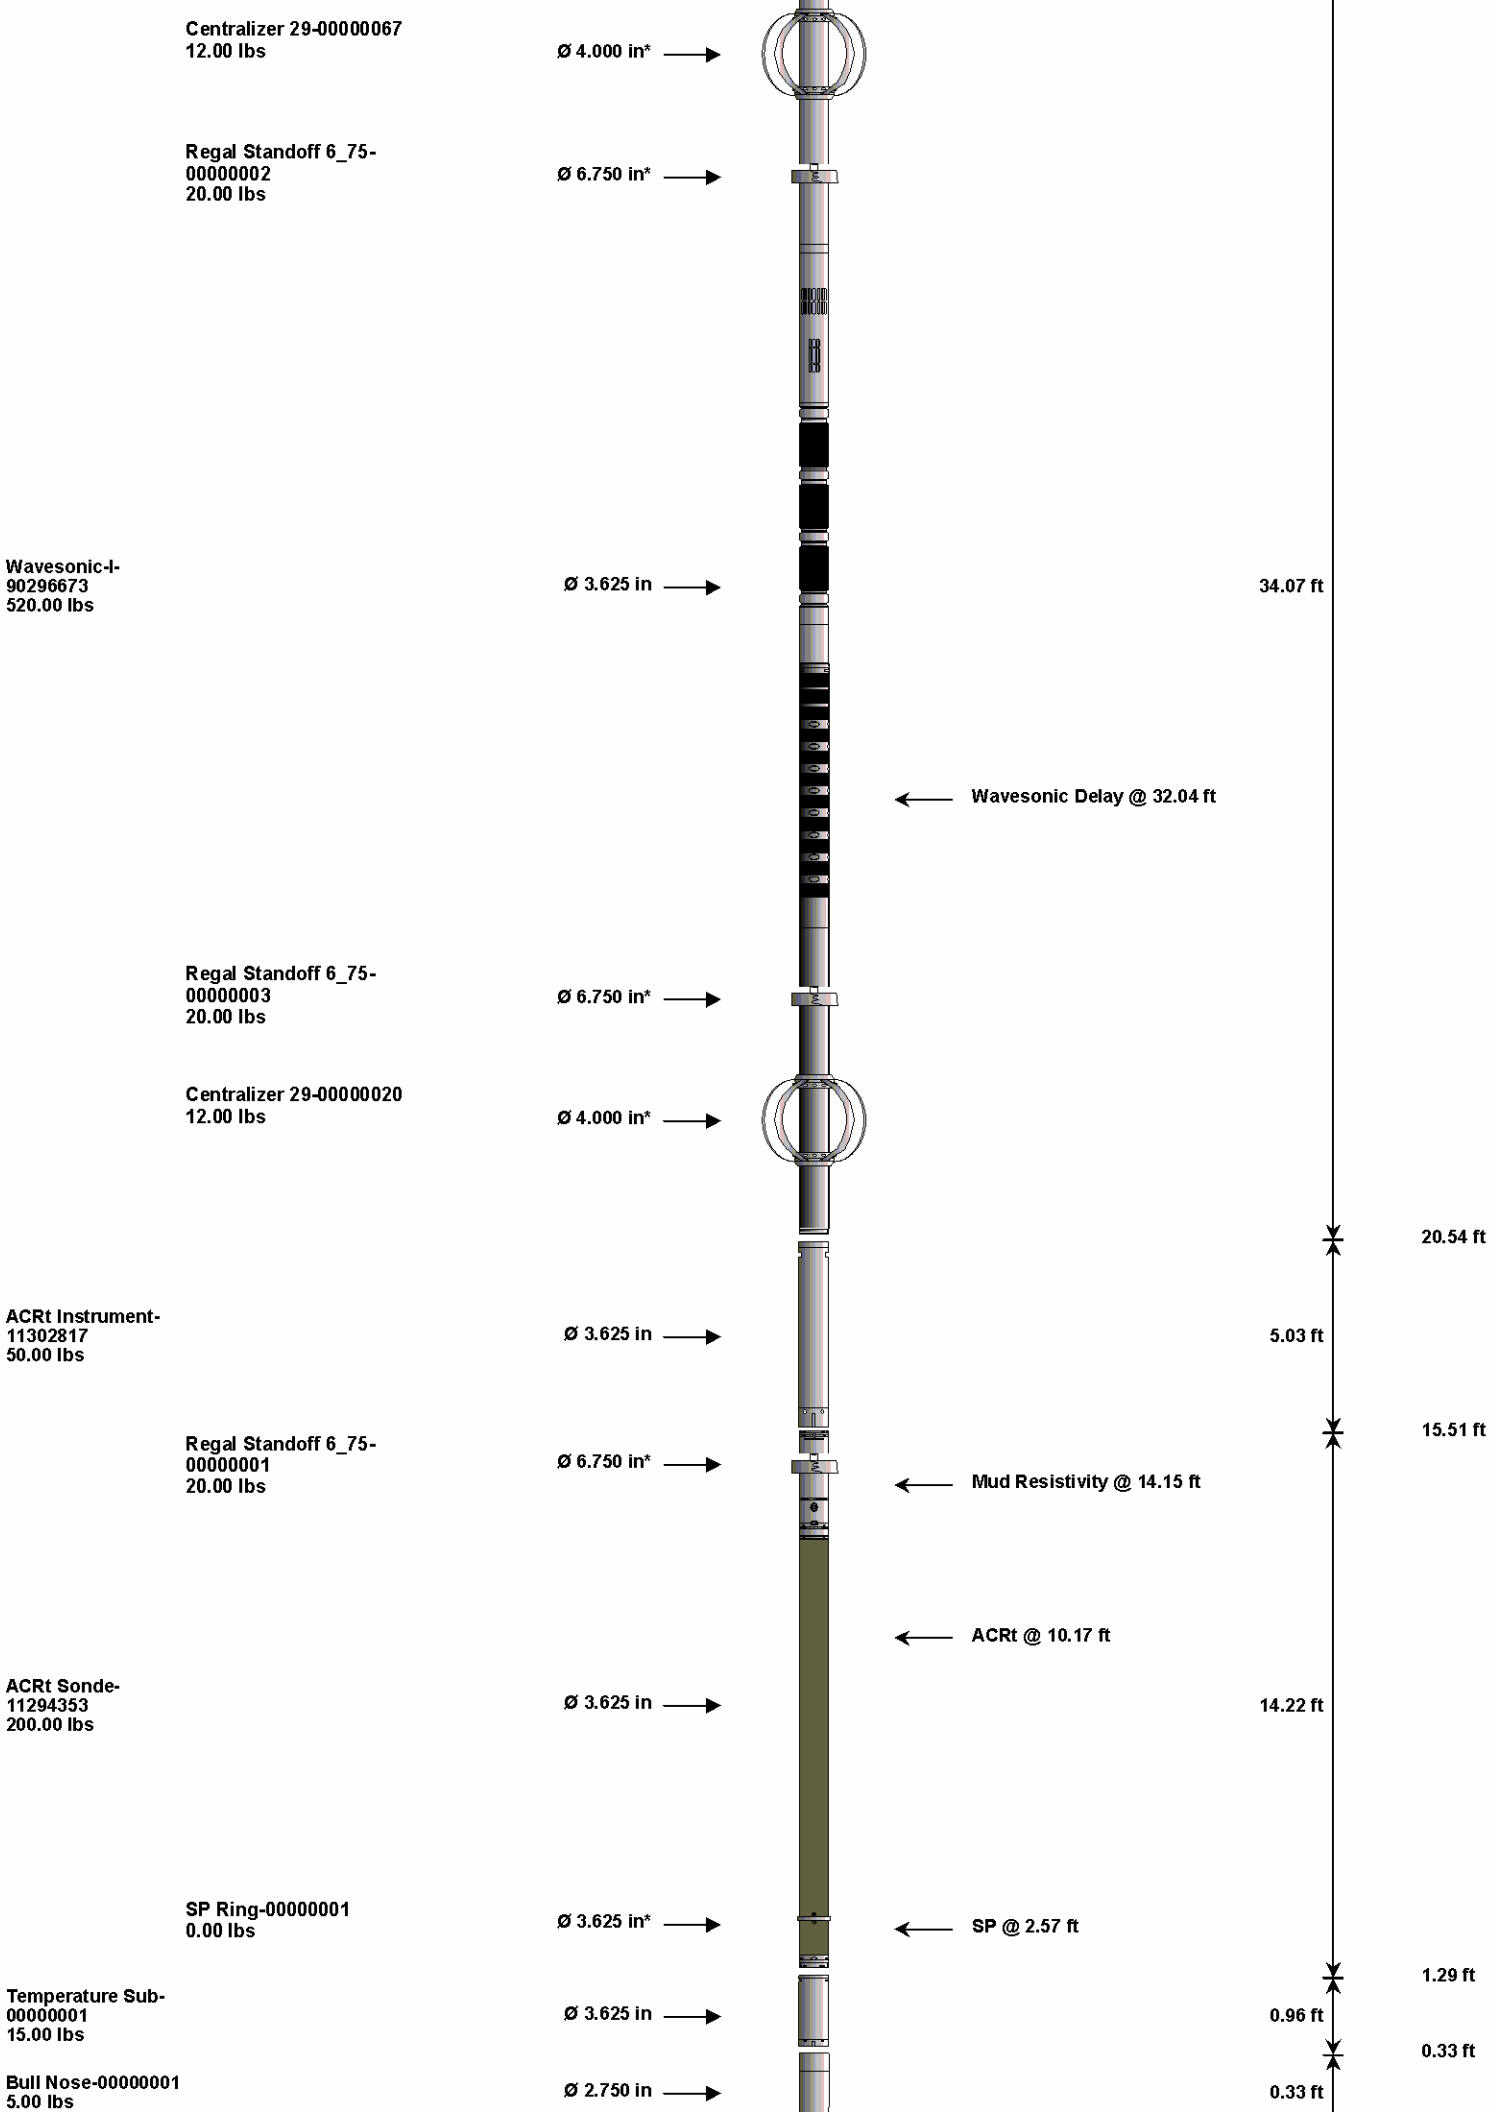 Centralizer 29-00000067
12.00 lbs
Ø 4.000 in*
Regal Standoff 6_75-
00000002
20.00 lbs
Ø 6.750 in*
Wavesonic-I-
90296673
520.00 lbs
Ø 3.625 in
34.07 ft
Wavesonic Delay @ 32.04 ft
Regal Standoff 6_75-
00000003
20.00 lbs
Ø 6.750 in*
Centralizer 29-00000020
12.00 lbs
Ø 4.000 in*
20.54 ft
ACRt Instrument-
11302817
50.00 lbs
Ø 3.625 in
5.03 ft
15.51 ft
Regal Standoff 6_75-
00000001
20.00 lbs
Ø 6.750 in*
Mud Resistivity @ 14.15 ft
ACRt @ 10.17 ft
ACRt Sonde-
11294353
200.00 lbs
Ø 3.625 in
14.22 ft
SP Ring-00000001
0.00 lbs
Ø 3.625 in*
SP @ 2.57 ft
1.29 ft
Temperature Sub-
00000001
15.00 lbs
Ø 3.625 in
0.96 ft
0.33 ft
Bull Nose-00000001
5.00 lbs
Ø 2.750 in
0.33 ft